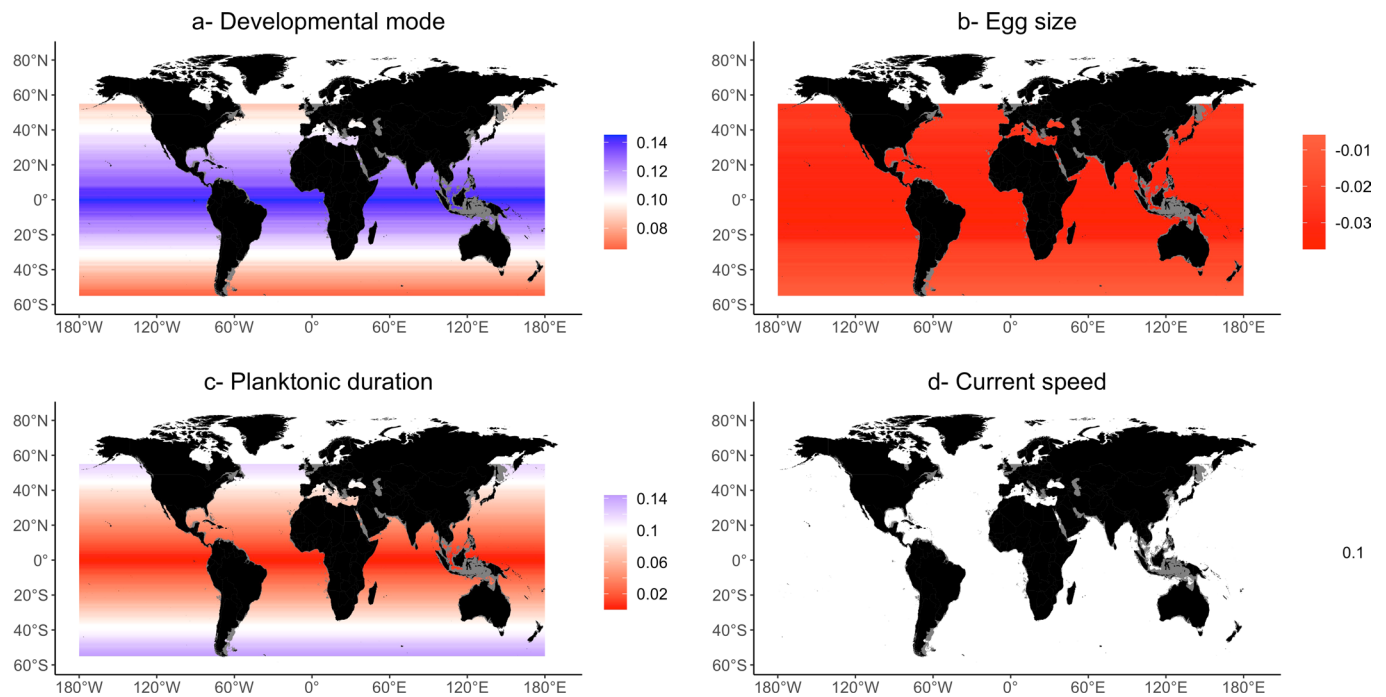 a- Developmental mode
80°N
60°N
40°N
20°N
0°
20°S
40°S
60°S
180°W 120°W 60°W 0° 60°E 120°E 180°E
0.14
0.12
0.10
0.08
b- Egg size
80°N
60°N
40°N
20°N
0°
20°S
40°S
60°S
180°W 120°W 60°W 0° 60°E 120°E 180°E
-0.01
-0.02
-0.03
c- Planktonic duration
80°N
60°N
40°N
20°N
0°
20°S
40°S
60°S
180°W 120°W 60°W 0° 60°E 120°E 180°E
0.14
0.1
0.06
0.02
d- Current speed
80°N
60°N
40°N
20°N
0°
20°S
40°S
60°S
180°W 120°W 60°W 0° 60°E 120°E 180°E
0.1